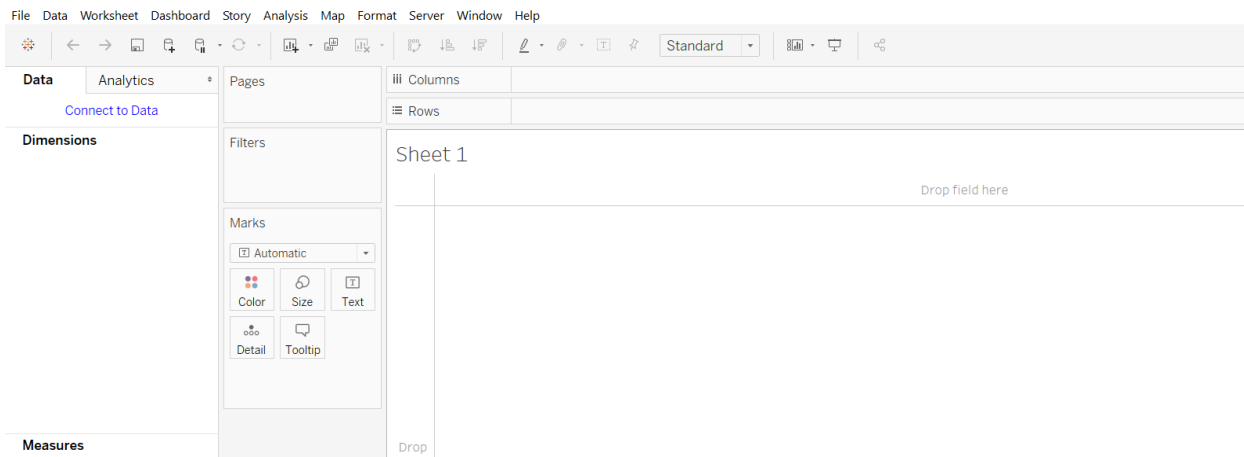 File Data Worksheet Dashboard Story Analysis Map Format Server Window Help
Standard
Data Analytics
Connect to Data
Dimensions
Measures
Pages
Filters
Marks
T Automatic
Color Size T Text
Detail Tooltip
iii Columns
Rows
Sheet 1
Drop field here
Drop